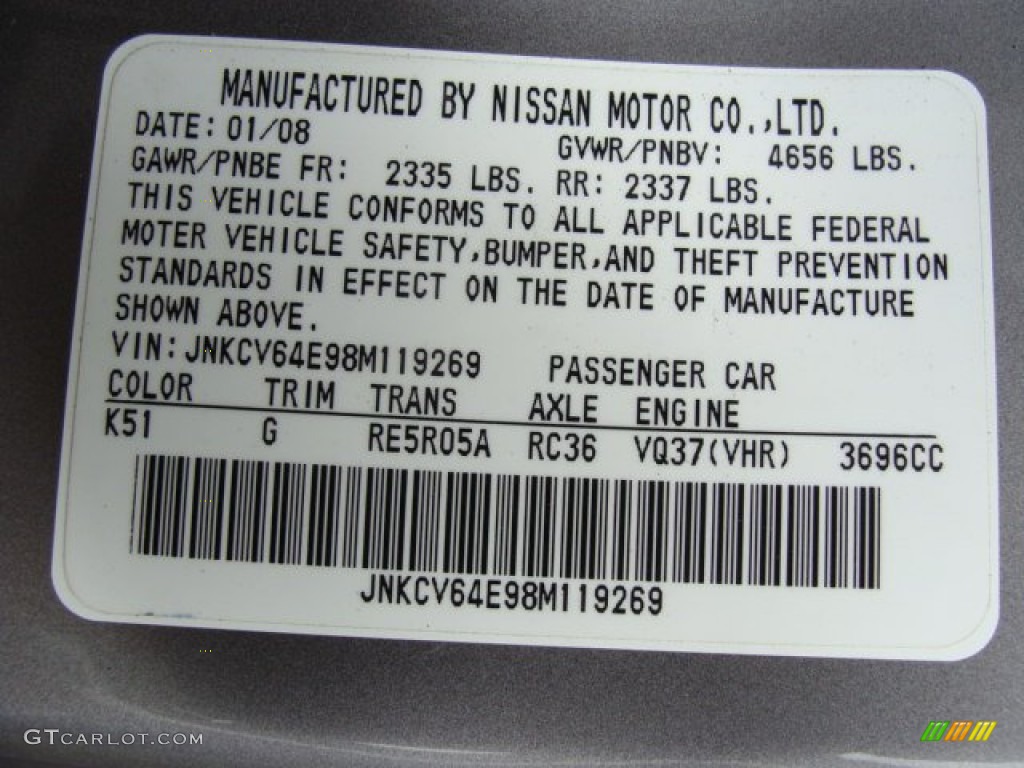 MANUFACTURED BY NISSAN MOTOR CO.,LTD.
DATE: 01/08 GVWR/PNBV: 4656 LBS.
GAWR/PNBE FR: 2335 LBS. RR: 2337 LBS.
THIS VEHICLE CONFORMS TO ALL APPLICABLE FEDERAL
MOTER VEHICLE SAFETY,BUMPER,AND THEFT PREVENTION
STANDARDS IN EFFECT ON THE DATE OF MANUFACTURE
SHOWN ABOVE.
VIN:JNKCV64E98M119269 PASSENGER CAR
COLOR TRIM TRANS AXLE ENGINE
K51 G RE5R05A RC36 VQ37(VHR) 3696CC
JNKCV64E98M119269
GTCARLOT.COM